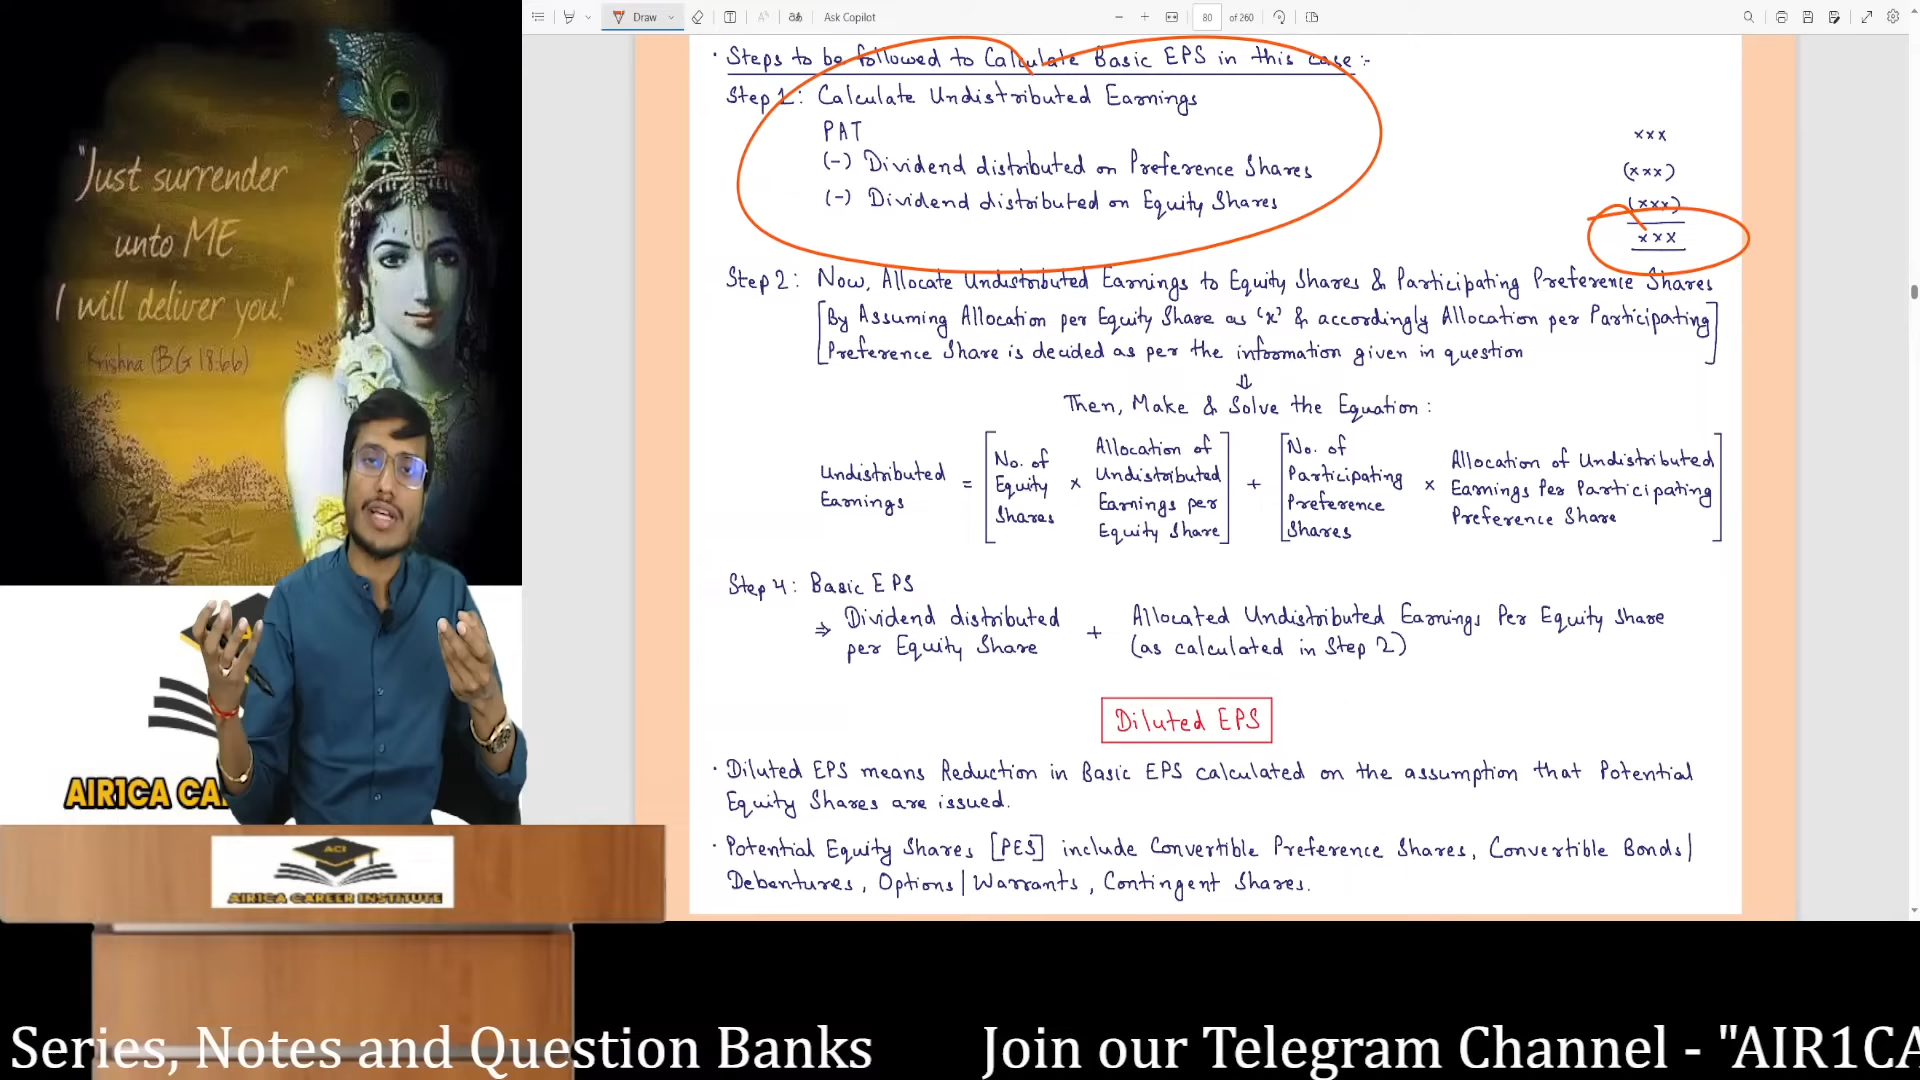 Draw
Ask Copilot
80 of 260
"Just surrender
unto ME
I will deliver you!"
Krishna (B.G 18:66)
· Steps to be followed to Calculate Basic EPS in this case :-
Step 1: Calculate Undistributed Earnings
PAT xxx
(-) Dividend distributed on Preference Shares (xxx)
(-) Dividend distributed on Equity Shares (xxx)
xxx
Step 2: Now, Allocate Undistributed Earnings to Equity Shares & Participating Preference Shares
[By Assuming Allocation per Equity Share as 'x' & accordingly Allocation per Participating
Preference Share is decided as per the information given in question]
⇓
Then, Make & Solve the Equation :
Undistributed Earnings = [No. of Equity Shares × Allocation of Undistributed Earnings per Equity Share] + [No. of Participating Preference Shares × Allocation of Undistributed Earnings Per Participating Preference Share]
Step 4: Basic EPS
⇒ Dividend distributed per Equity Share + Allocated Undistributed Earnings Per Equity Share (as calculated in Step 2)
Diluted EPS
· Diluted EPS means Reduction in Basic EPS calculated on the assumption that Potential
Equity Shares are issued.
· Potential Equity Shares [PES] include Convertible Preference Shares, Convertible Bonds/
Debentures, Options/Warrants, Contingent Shares.
AIR1CA CA
ACI
AIR1CA CAREER INSTITUTE
Series, Notes and Question Banks Join our Telegram Channel - "AIR1CA